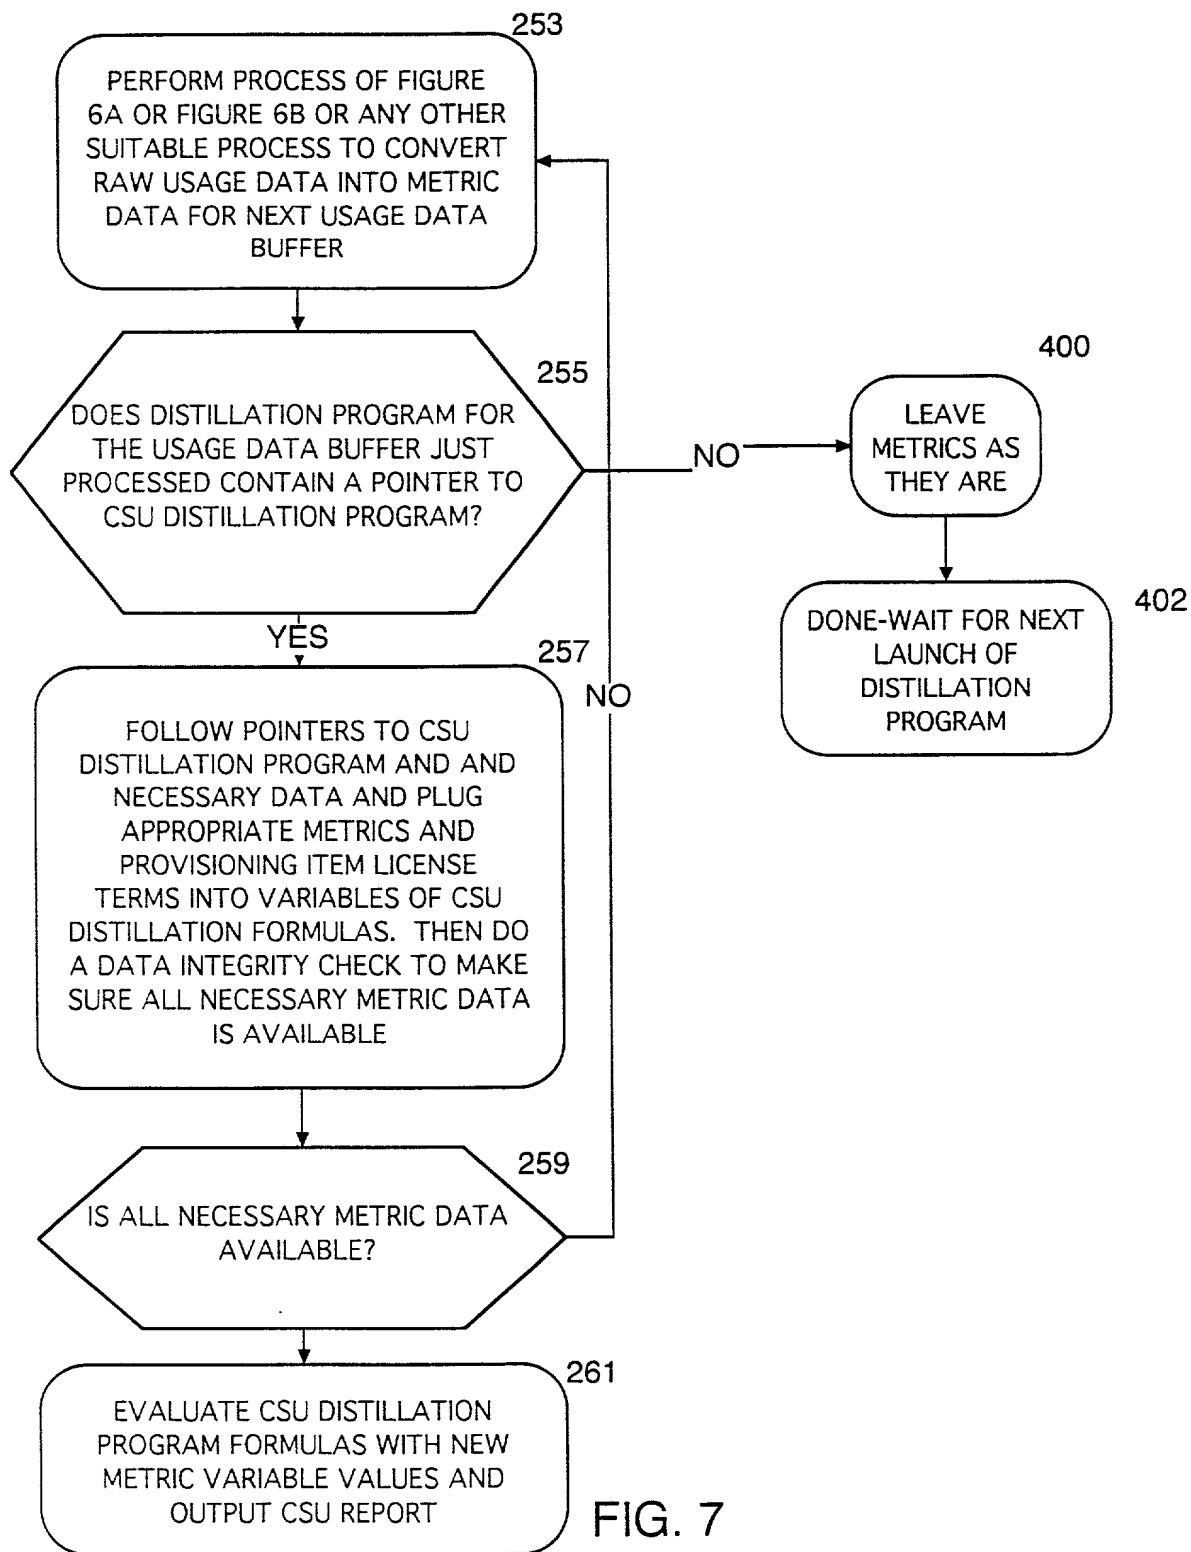 253
PERFORM PROCESS OF FIGURE
6A OR FIGURE 6B OR ANY OTHER
SUITABLE PROCESS TO CONVERT
RAW USAGE DATA INTO METRIC
DATA FOR NEXT USAGE DATA
BUFFER
255
DOES DISTILLATION PROGRAM FOR
THE USAGE DATA BUFFER JUST
PROCESSED CONTAIN A POINTER TO
CSU DISTILLATION PROGRAM?
NO
400
LEAVE
METRICS AS
THEY ARE
402
DONE-WAIT FOR NEXT
LAUNCH OF
DISTILLATION
PROGRAM
YES
257
NO
FOLLOW POINTERS TO CSU
DISTILLATION PROGRAM AND AND
NECESSARY DATA AND PLUG
APPROPRIATE METRICS AND
PROVISIONING ITEM LICENSE
TERMS INTO VARIABLES OF CSU
DISTILLATION FORMULAS. THEN DO
A DATA INTEGRITY CHECK TO MAKE
SURE ALL NECESSARY METRIC DATA
IS AVAILABLE
259
IS ALL NECESSARY METRIC DATA
AVAILABLE?
261
EVALUATE CSU DISTILLATION
PROGRAM FORMULAS WITH NEW
METRIC VARIABLE VALUES AND
OUTPUT CSU REPORT
FIG. 7